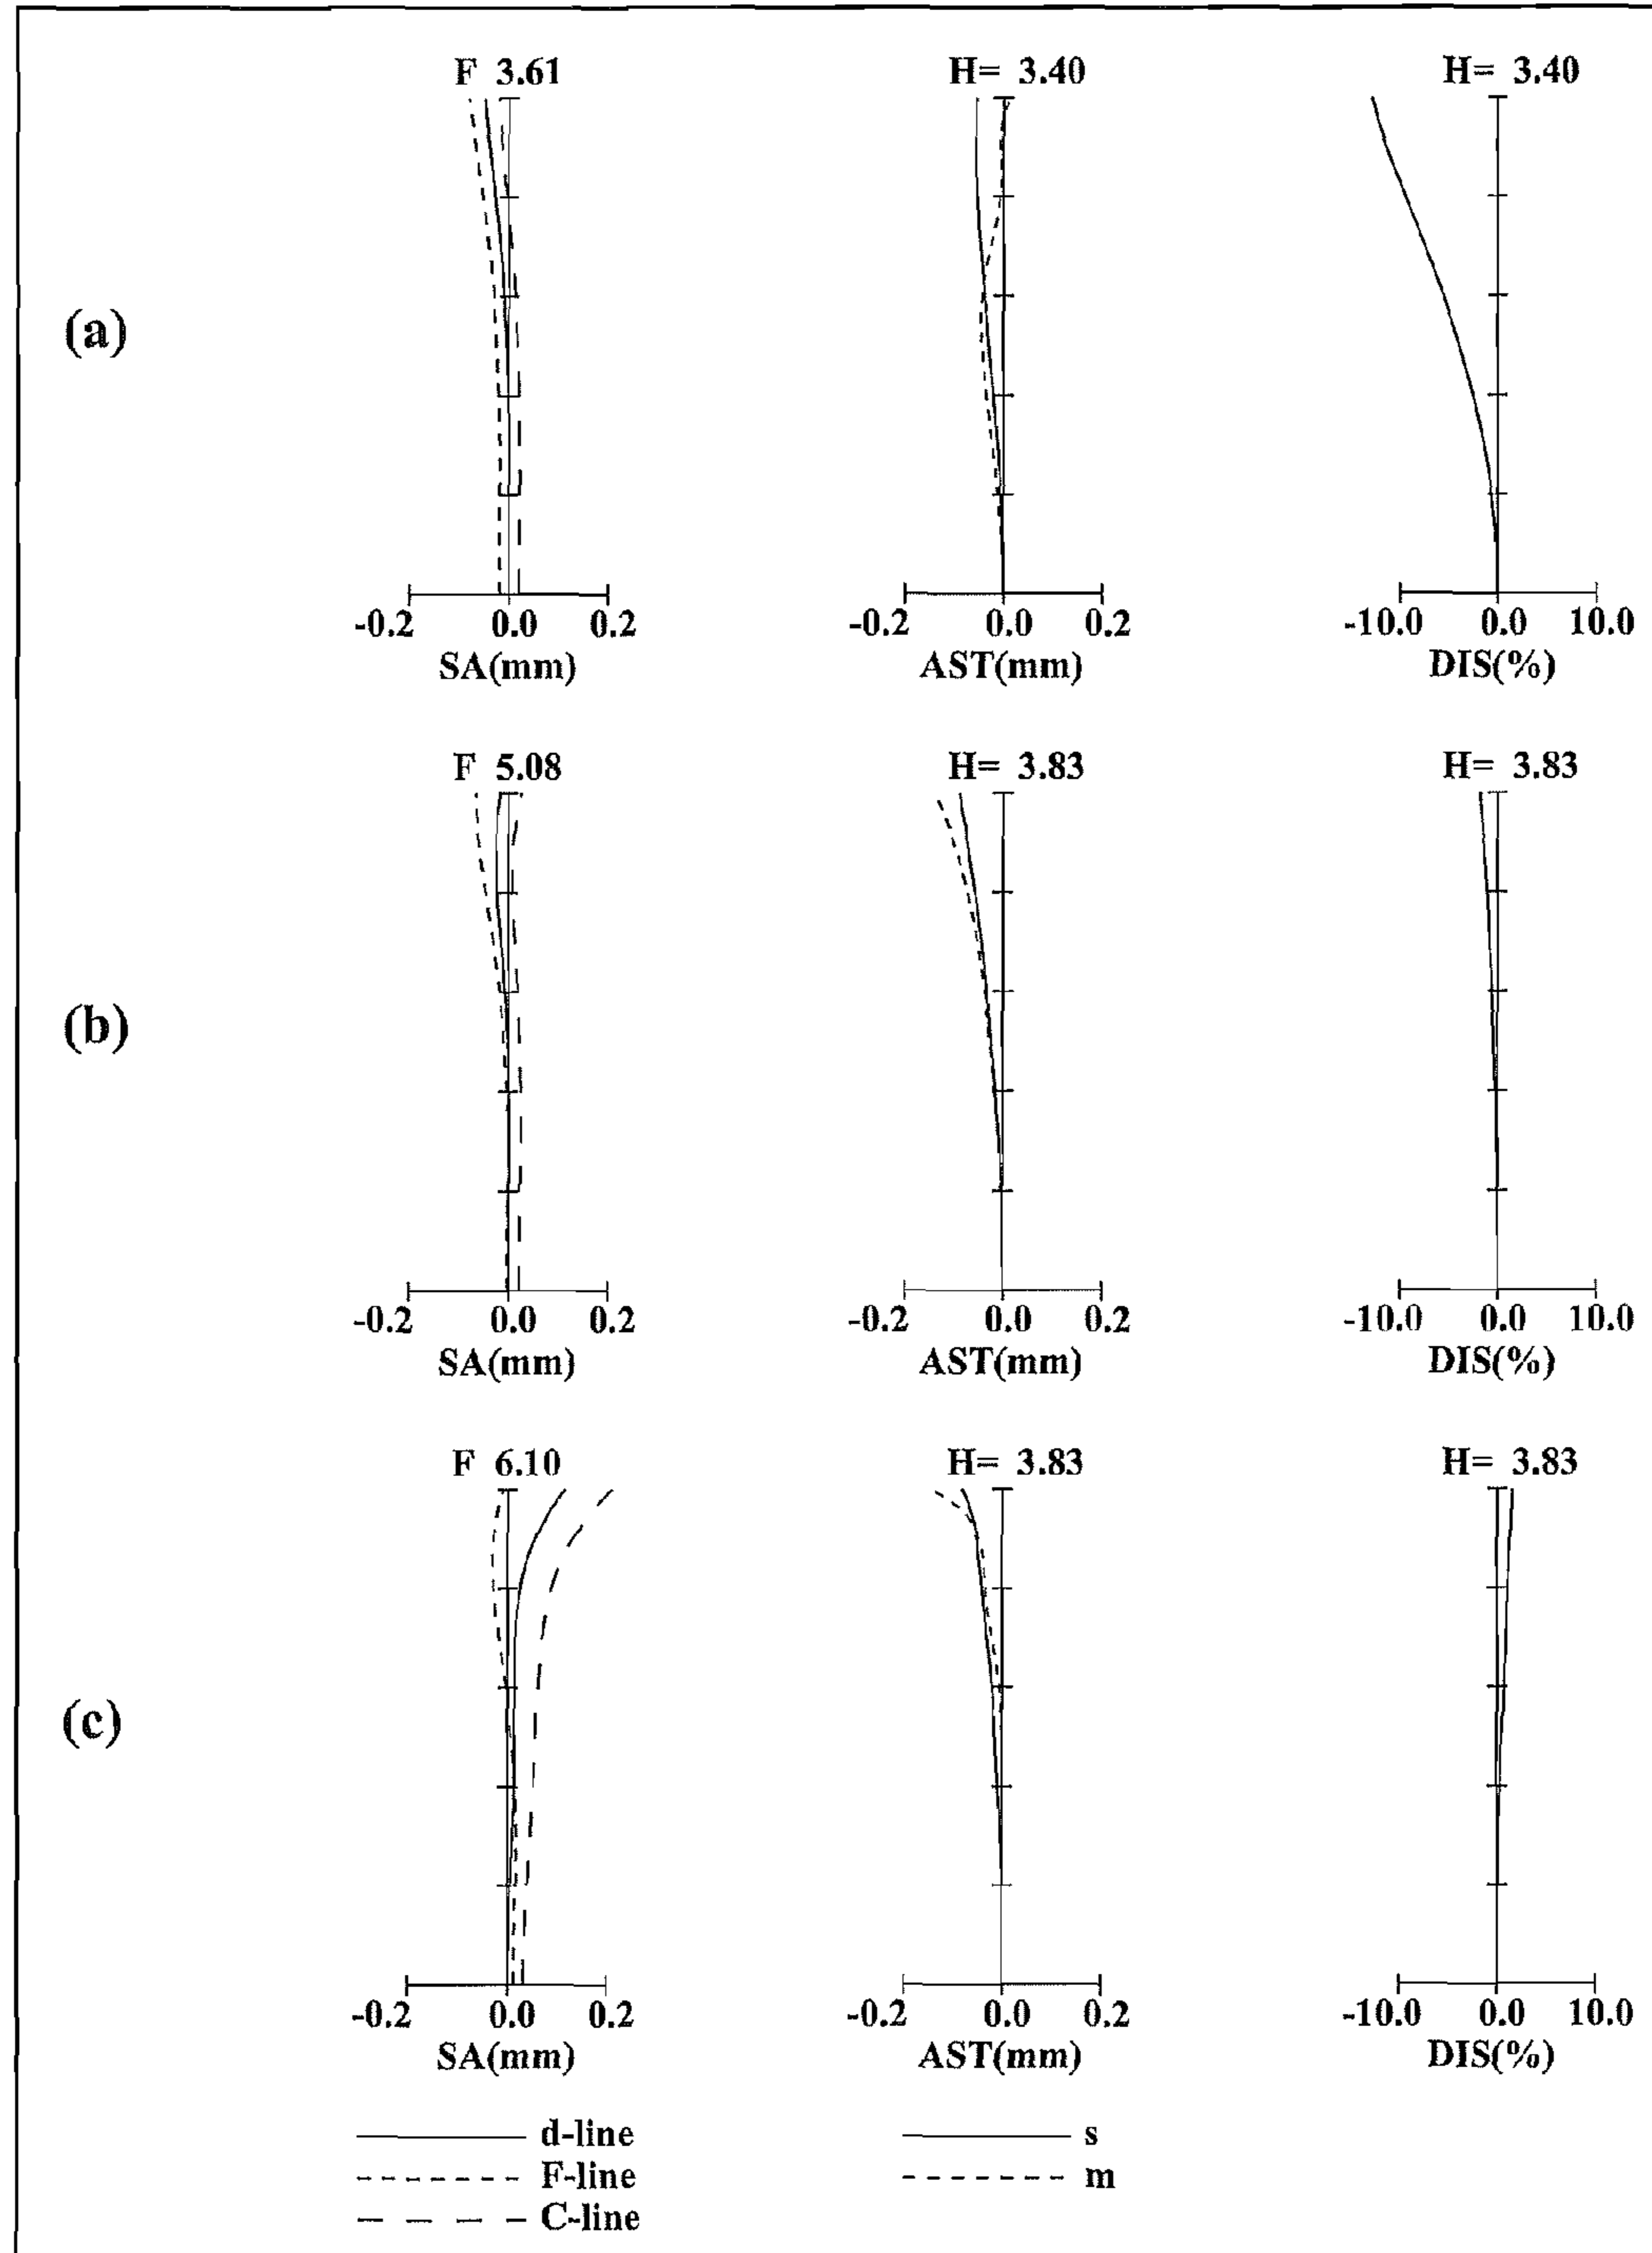 F 3.61 H= 3.40 H= 3.40
(a)
-0.2 0.0 0.2 -0.2 0.0 0.2 -10.0 0.0 10.0
SA(mm) AST(mm) DIS(%)
F 5.08 H= 3.83 H= 3.83
(b)
-0.2 0.0 0.2 -0.2 0.0 0.2 -10.0 0.0 10.0
SA(mm) AST(mm) DIS(%)
F 6.10 H= 3.83 H= 3.83
(c)
-0.2 0.0 0.2 -0.2 0.0 0.2 -10.0 0.0 10.0
SA(mm) AST(mm) DIS(%)
d-line s
F-line m
C-line